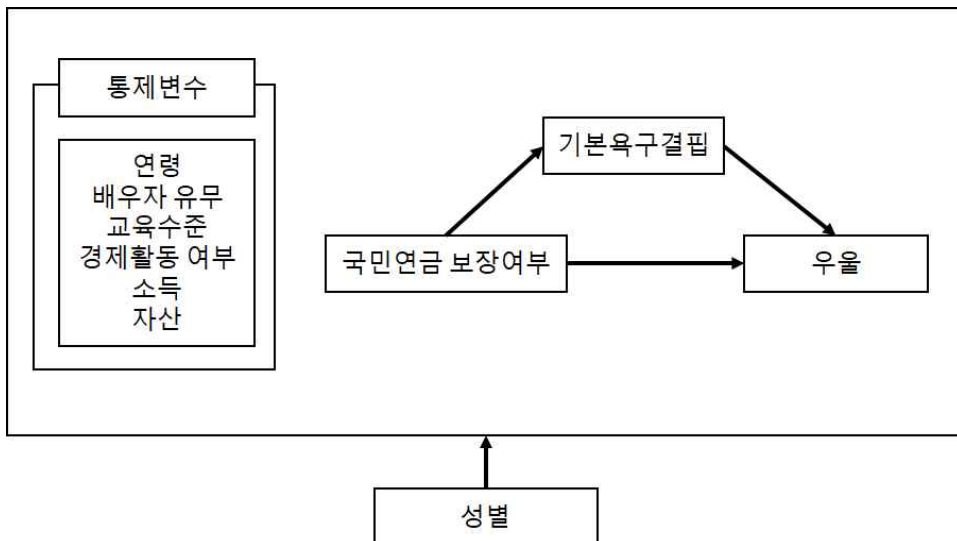 통제변수
연령
배우자 유무
교육수준
경제활동 여부
소득
자산
기본욕구결핍
국민연금 보장여부
우울
성별